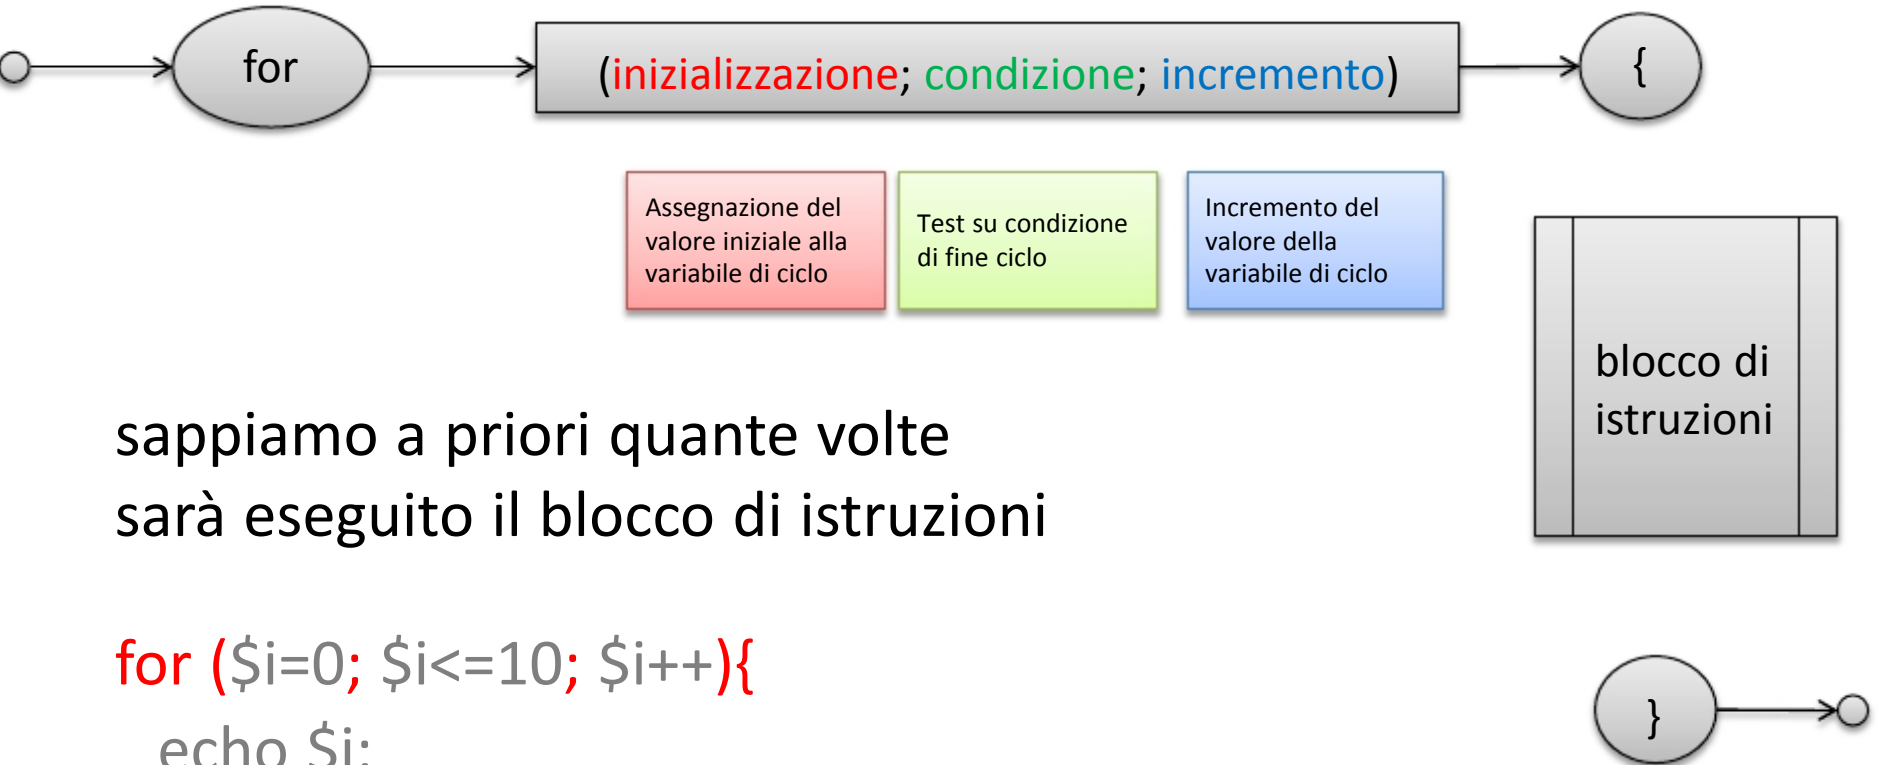 for
(inizializzazione; condizione; incremento)
{
Assegnazione del
valore iniziale alla
variabile di ciclo
Test su condizione
di fine ciclo
Incremento del
valore della
variabile di ciclo
blocco di
istruzioni
sappiamo a priori quante volte
sarà eseguito il blocco di istruzioni
for ($i=0; $i<=10; $i++){
echo $i;
}